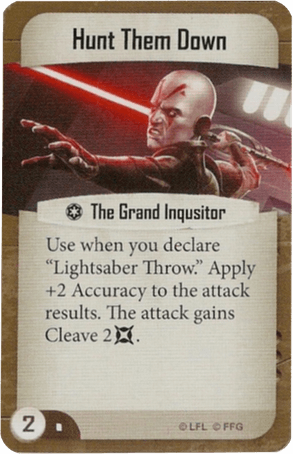 Hunt Them Down
The Grand Inqusitor
Use when you declare
“Lightsaber Throw.” Apply
+2 Accuracy to the attack
results. The attack gains
Cleave 2 .
2
© LFL © FFG